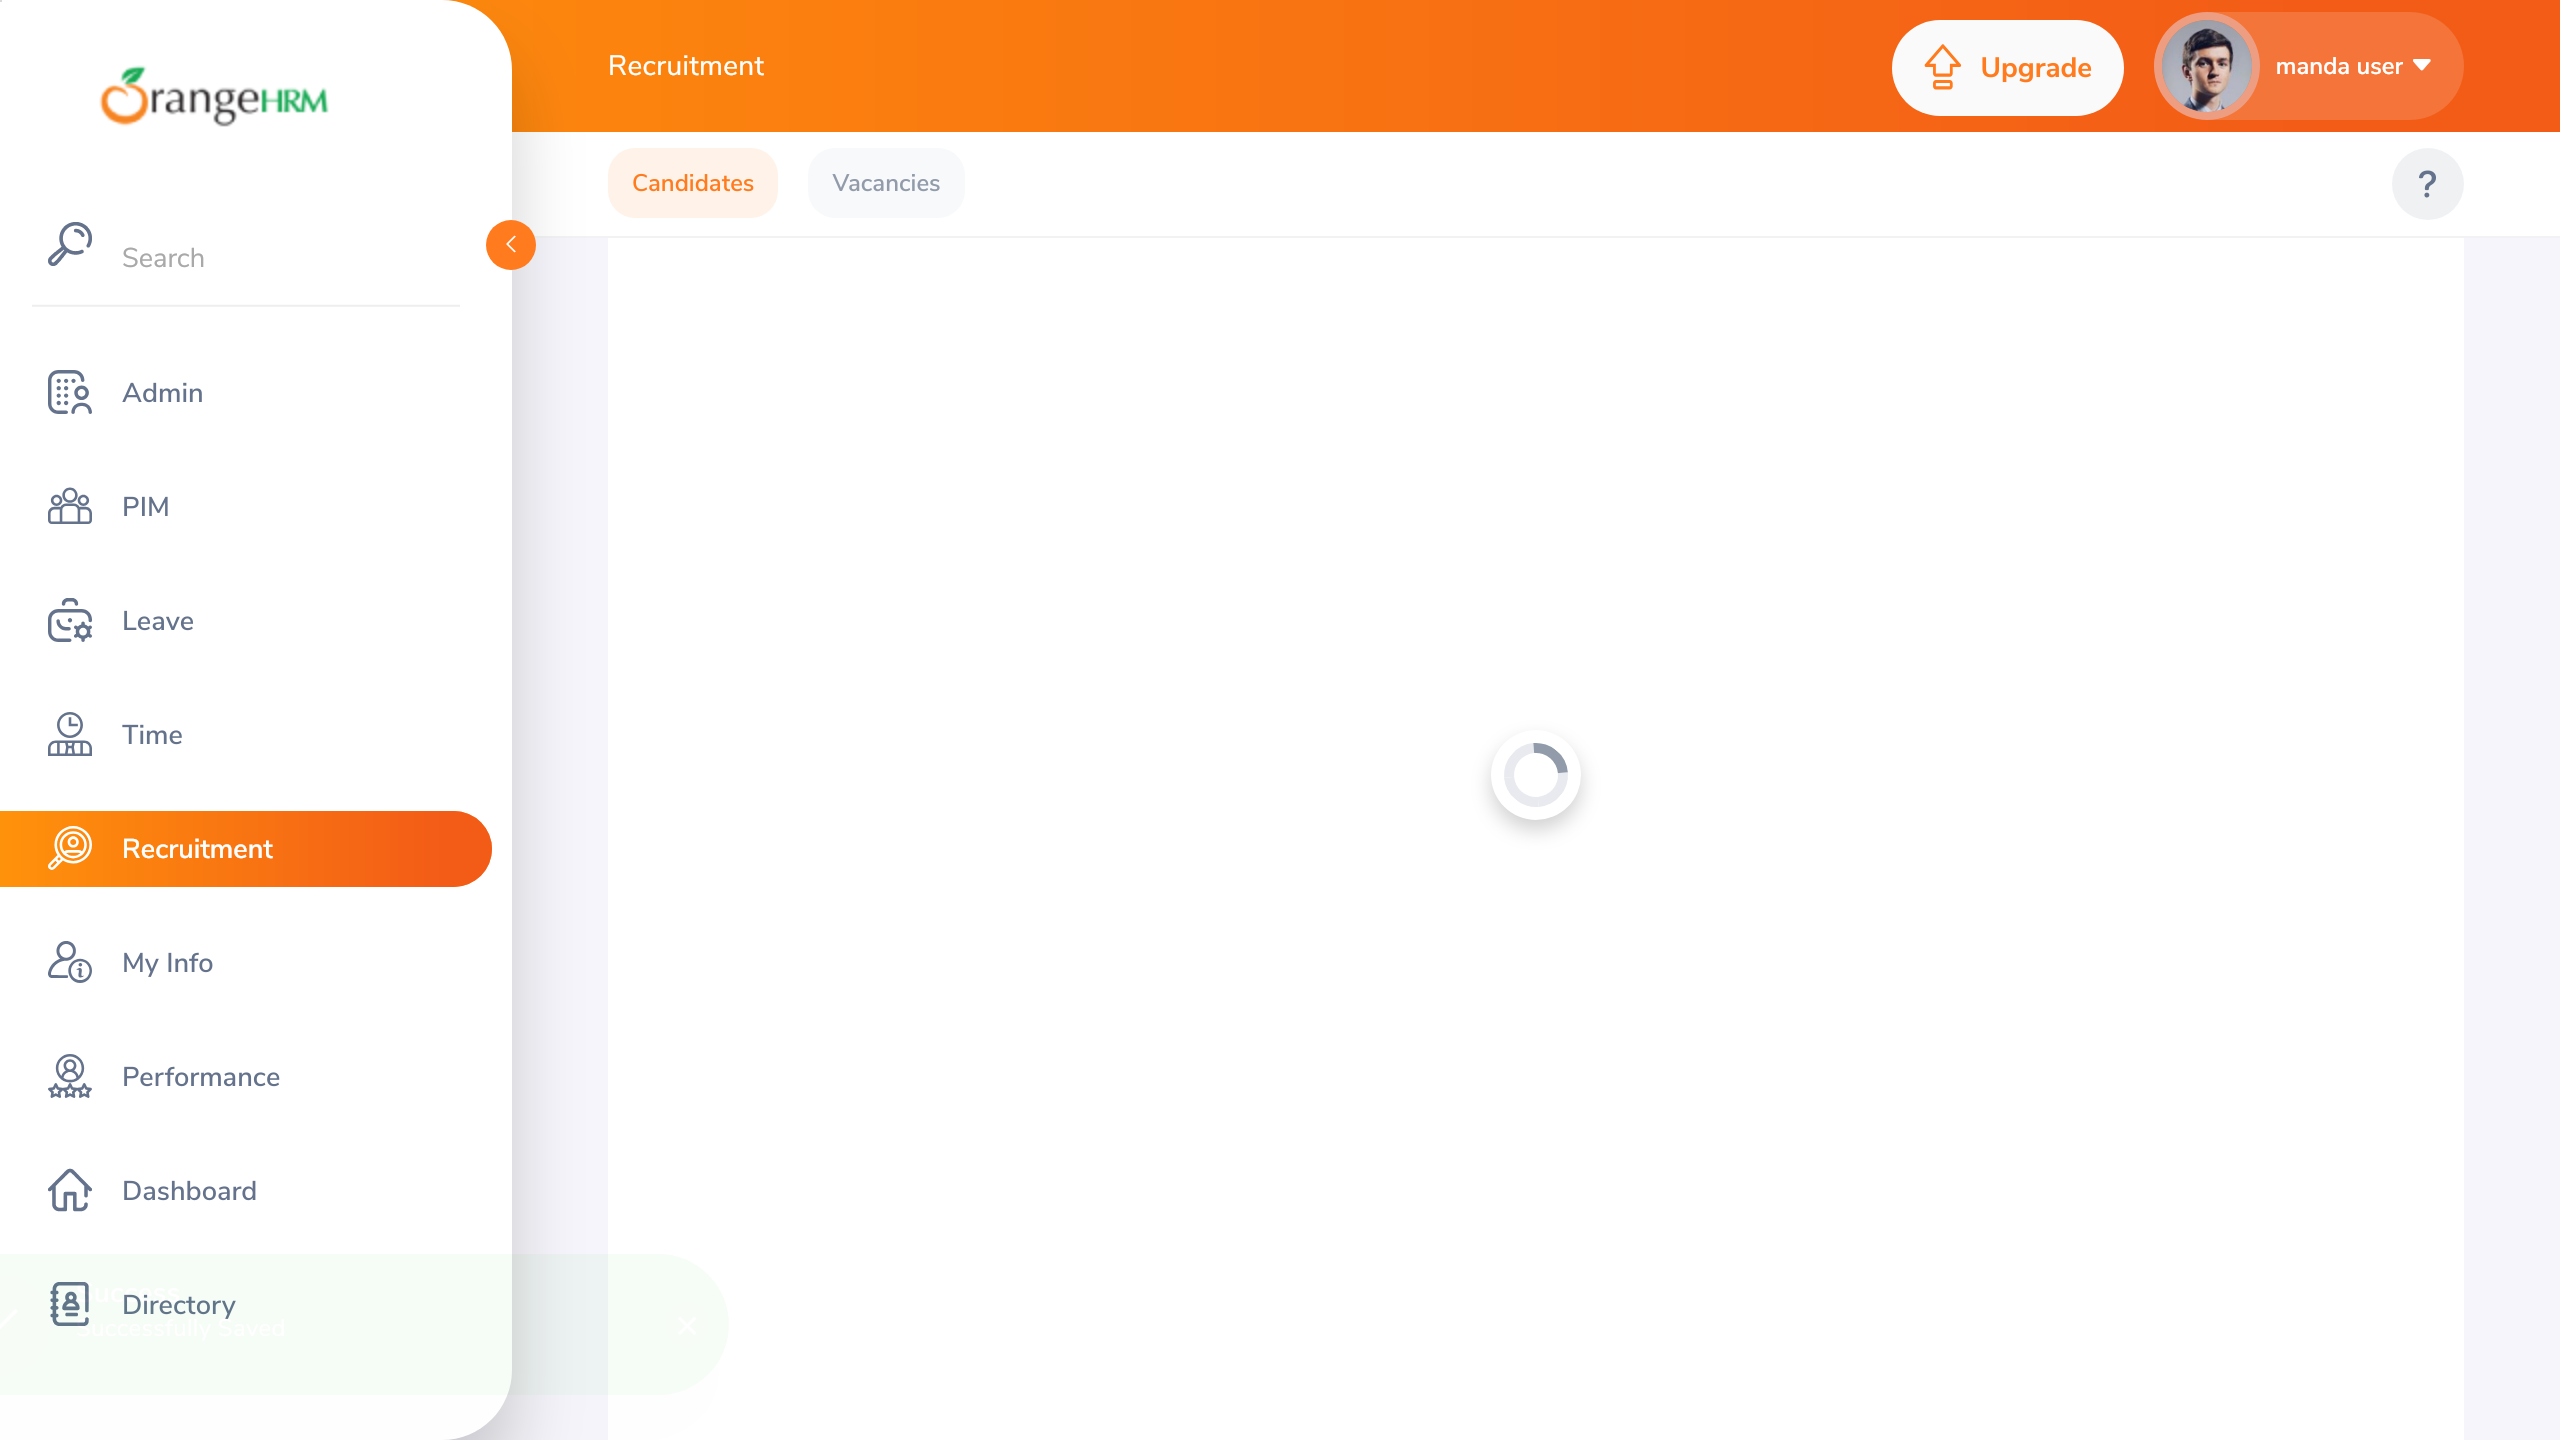 OrangeHRM
Recruitment
Upgrade
manda user
Candidates
Vacancies
?
Search
Admin
PIM
Leave
Time
Recruitment
My Info
Performance
Dashboard
Directory
Successfully Saved